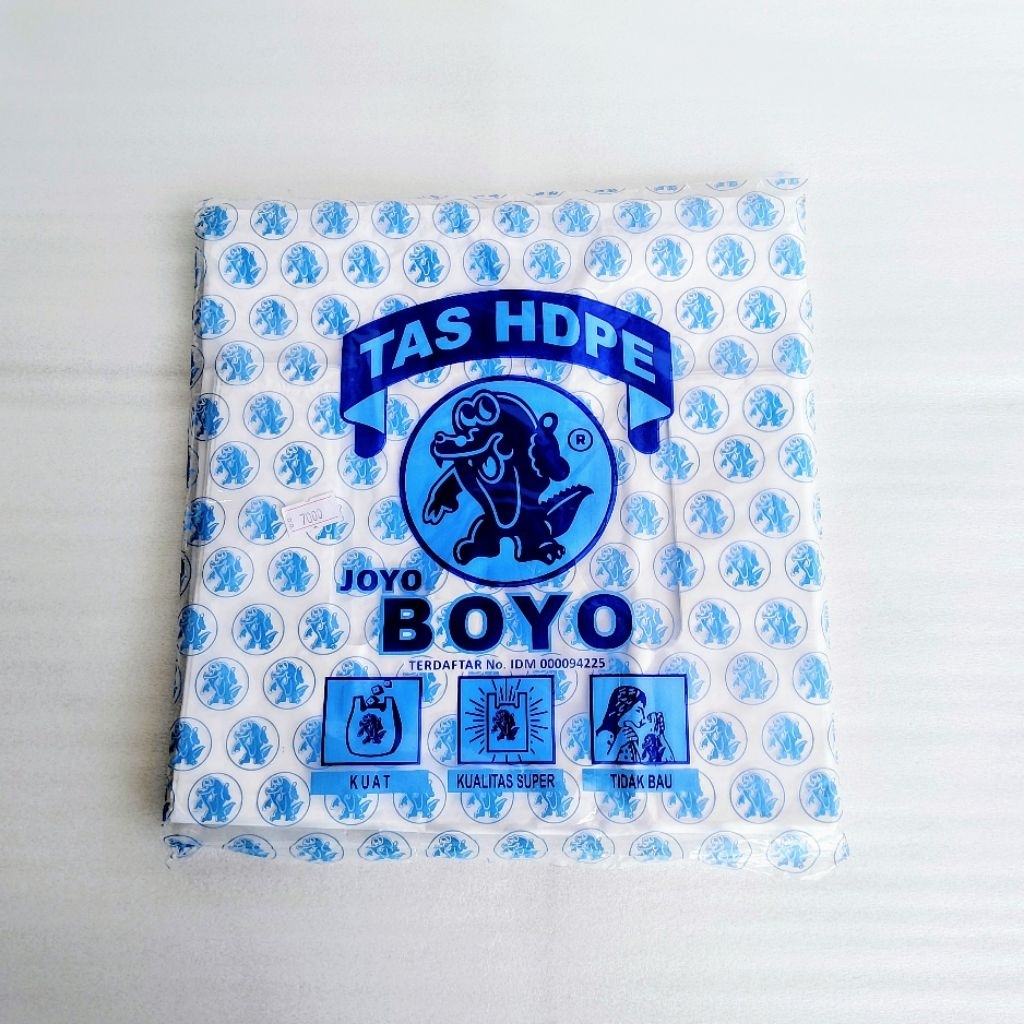 TAS HDPE
®
7000
JOYO
BOYO
TERDAFTAR No. IDM 000094225
KUAT
KUALITAS SUPER
TIDAK BAU